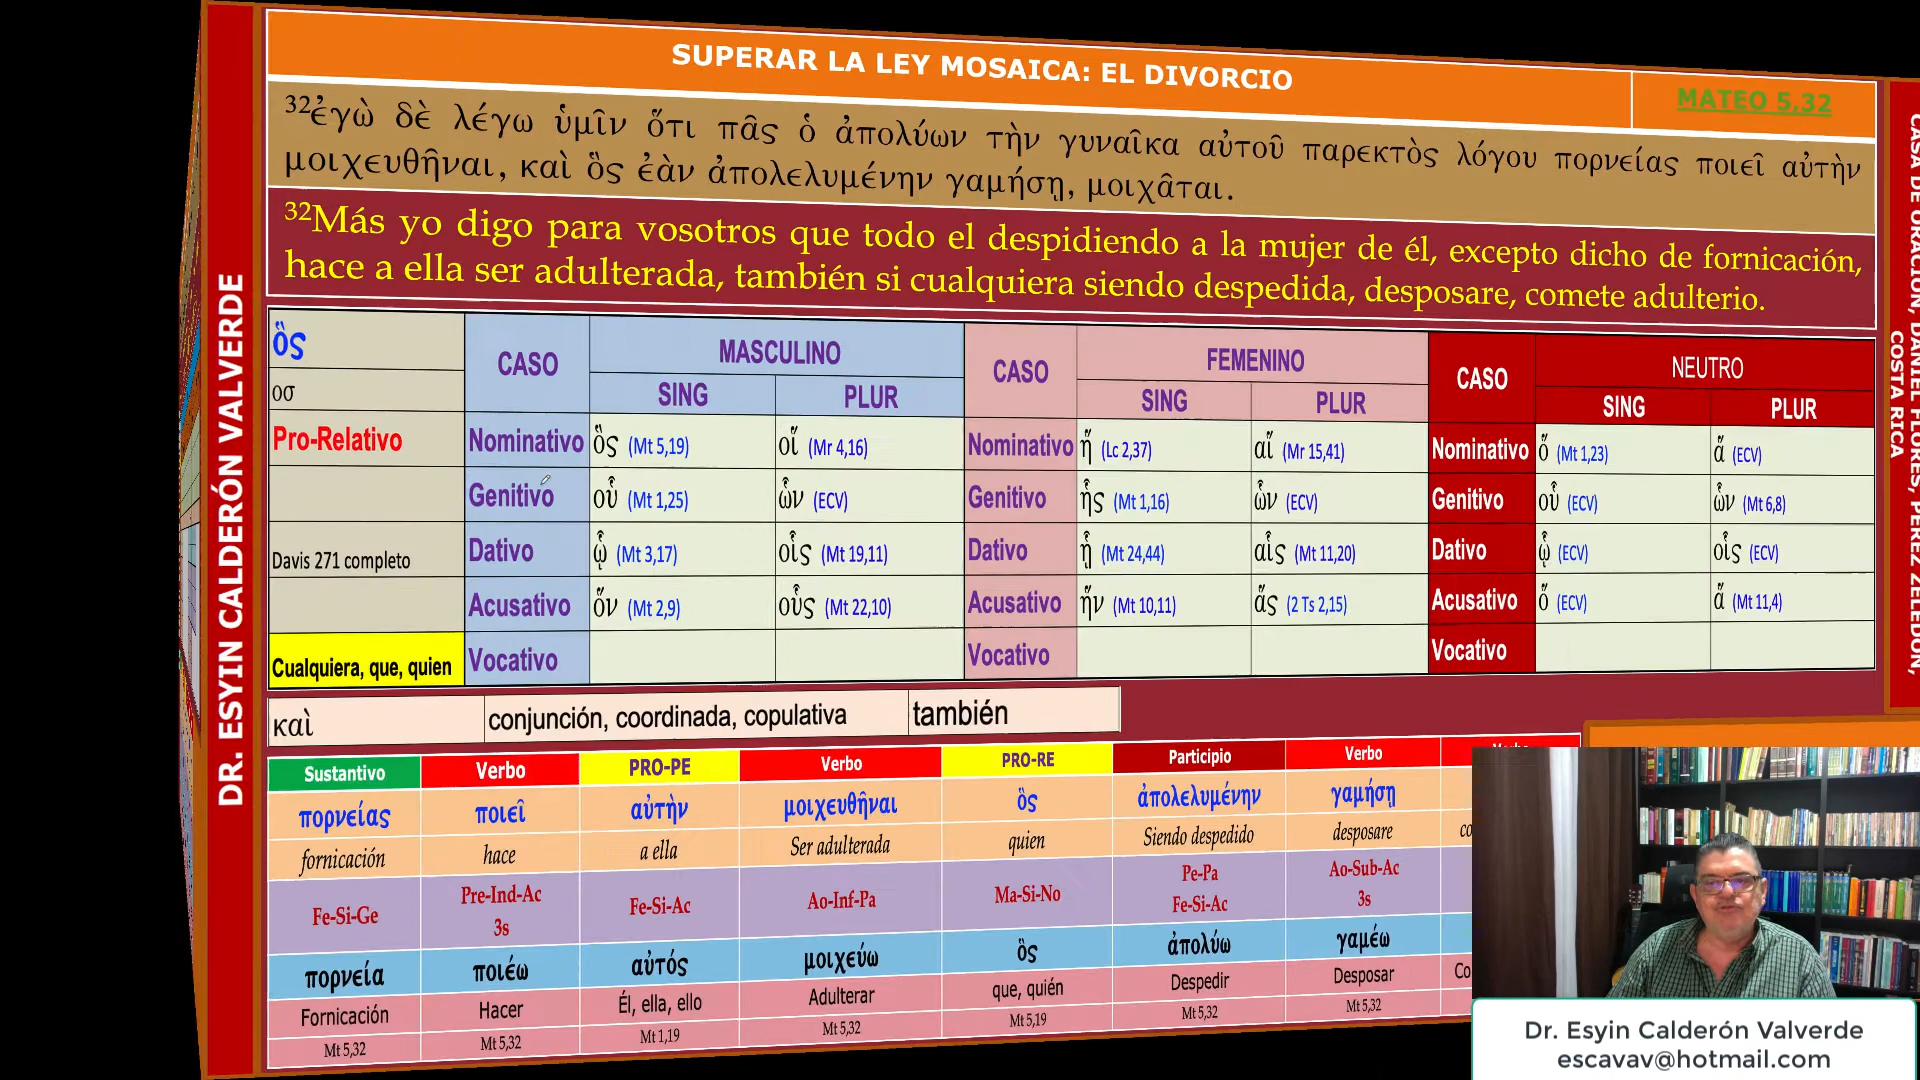 SUPERAR LA LEY MOSAICA: EL DIVORCIO
MATEO 5,32
32ἐγὼ δὲ λέγω ὑμῖν ὅτι πᾶς ὁ ἀπολύων τὴν γυναῖκα αὐτοῦ παρεκτὸς λόγου πορνείας ποιεῖ αὐτὴν
μοιχευθῆναι, καὶ ὃς ἐὰν ἀπολελυμένην γαμήσῃ, μοιχᾶται.
32Más yo digo para vosotros que todo el despidiendo a la mujer de él, excepto dicho de fornicación,
hace a ella ser adulterada, también si cualquiera siendo despedida, desposare, comete adulterio.
DR. ESYIN CALDERÓN VALVERDE
CASA DE ORACIÓN, DANIEL FLORES, PEREZ ZELEDON,
COSTA RICA
ὃς CASO MASCULINO CASO FEMENINO CASO NEUTRO
οσ SING PLUR SING PLUR SING PLUR
Pro-Relativo Nominativo ὃς (Mt 5,19) οἵ (Mr 4,16) Nominativo ἥ (Lc 2,37) αἵ (Mr 15,41) Nominativo ὅ (Mt 1,23) ἅ (ECV)
Genitivo οὗ (Mt 1,25) ὧν (ECV) Genitivo ἧς (Mt 1,16) ὧν (ECV) Genitivo οὗ (ECV) ὧν (Mt 6,8)
Davis 271 completo Dativo ᾧ (Mt 3,17) οἷς (Mt 19,11) Dativo ᾗ (Mt 24,44) αἷς (Mt 11,20) Dativo ᾧ (ECV) οἷς (ECV)
Acusativo ὅν (Mt 2,9) οὓς (Mt 22,10) Acusativo ἥν (Mt 10,11) ἅς (2 Ts 2,15) Acusativo ὅ (ECV) ἅ (Mt 11,4)
Cualquiera, que, quien Vocativo Vocativo Vocativo
καὶ conjunción, coordinada, copulativa también
Sustantivo Verbo PRO-PE Verbo PRO-RE Participio Verbo
πορνείας ποιεῖ αὐτὴν μοιχευθῆναι ὃς ἀπολελυμένην γαμήσῃ
fornicación hace a ella Ser adulterada quien Siendo despedido desposare co
Fe-Si-Ge Pre-Ind-Ac 3s Fe-Si-Ac Ao-Inf-Pa Ma-Si-No Pe-Pa Fe-Si-Ac Ao-Sub-Ac 3s
πορνεία ποιέω αὐτός μοιχεύω ὃς ἀπολύω γαμέω
Fornicación Hacer Él, ella, ello Adulterar que, quién Despedir Desposar Co
Mt 5,32 Mt 5,32 Mt 1,19 Mt 5,32 Mt 5,19 Mt 5,32 Mt 5,32
Dr. Esyin Calderón Valverde
escavav@hotmail.com